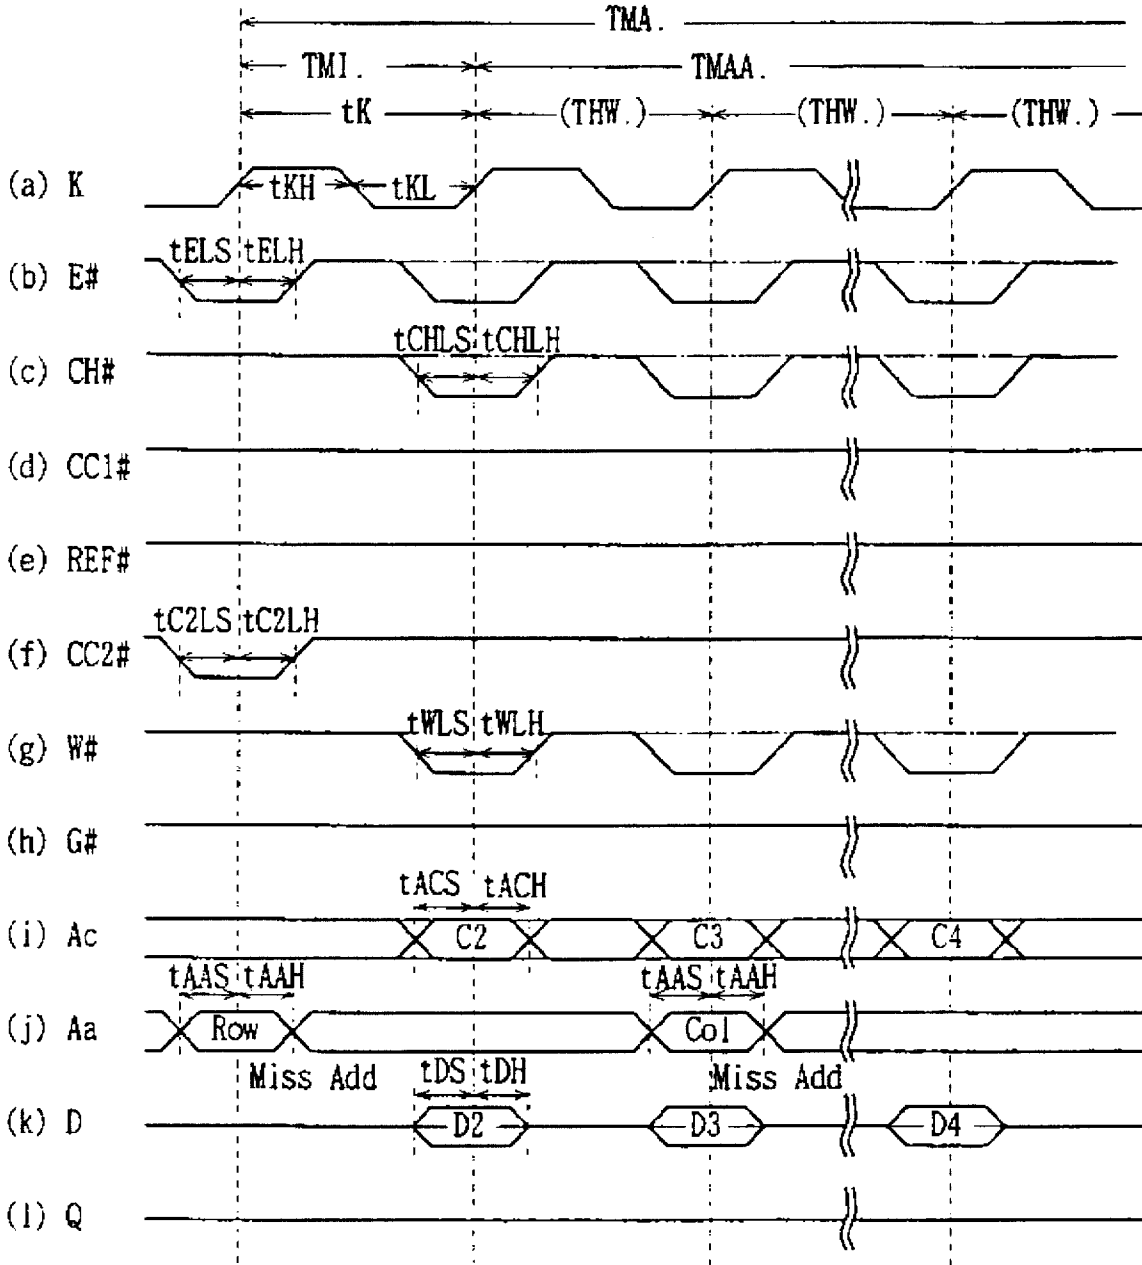 TMA.
TMI. TMAA.
tK (THW.) (THW.) (THW.)
(a) K tKH tKL
tELS tELH
(b) E#
tCHLS tCHLH
(c) CH#
(d) CC1#
(e) REF#
tC2LS tC2LH
(f) CC2#
tWLS tWLH
(g) W#
(h) G#
tACS tACH
(i) Ac C2 C3 C4
tAAS tAAH tAAS tAAH
(j) Aa Row Col
Miss Add tDS tDH Miss Add
(k) D D2 D3 D4
(l) Q